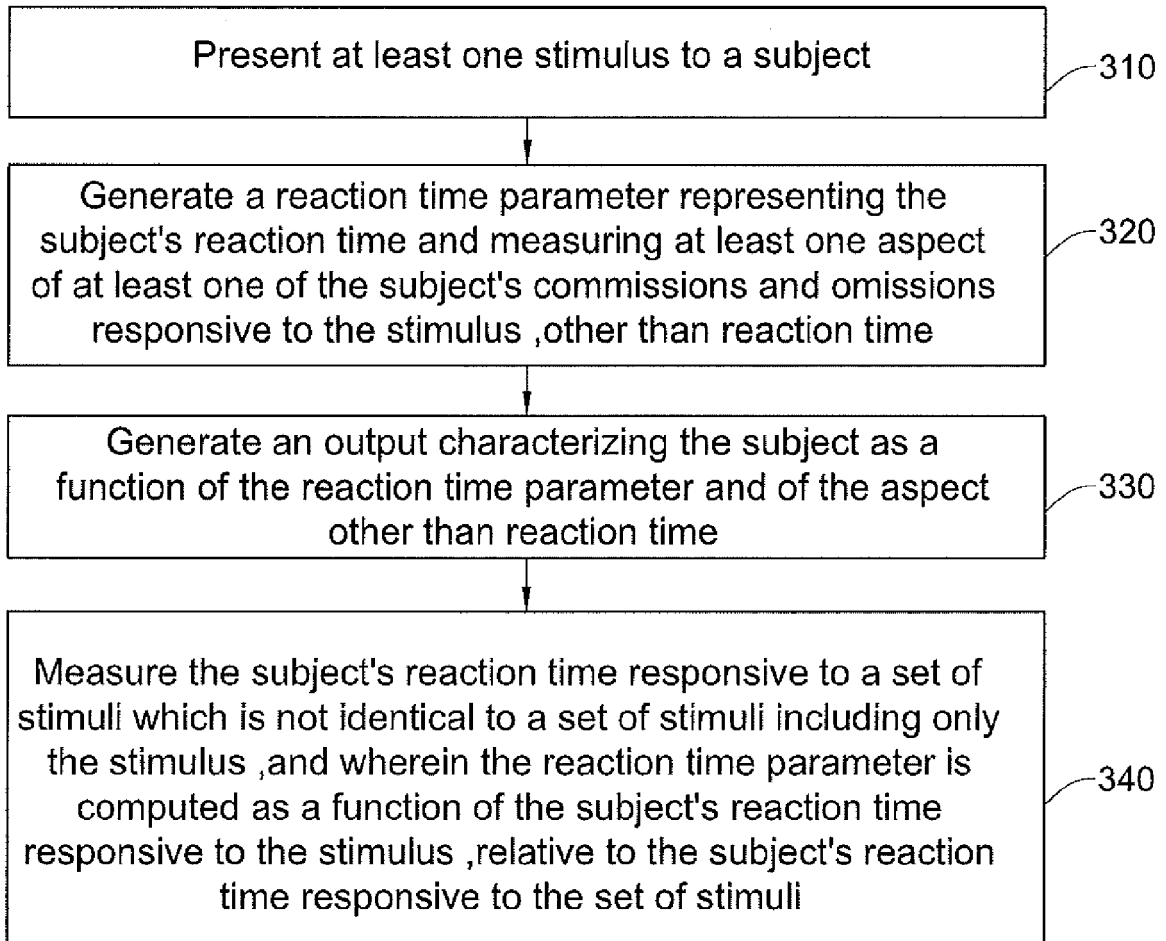 Present at least one stimulus to a subject
310
Generate a reaction time parameter representing the
subject's reaction time and measuring at least one aspect
of at least one of the subject's commissions and omissions
responsive to the stimulus ,other than reaction time
320
Generate an output characterizing the subject as a
function of the reaction time parameter and of the aspect
other than reaction time
330
Measure the subject's reaction time responsive to a set of
stimuli which is not identical to a set of stimuli including only
the stimulus ,and wherein the reaction time parameter is
computed as a function of the subject's reaction time
responsive to the stimulus ,relative to the subject's reaction
time responsive to the set of stimuli
340